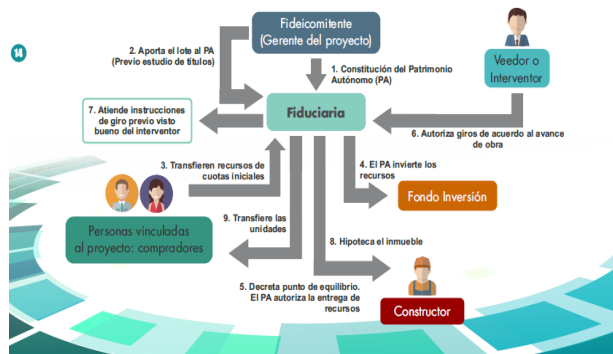 14
Fideicomitente
(Gerente del proyecto)
2. Aporta el lote al PA
(Previo estudio de títulos)
1. Constitución del Patrimonio
Autónomo (PA)
Veedor o
Interventor
7. Atiende instrucciones
de giro previo visto
bueno del interventor
Fiduciaria
6. Autoriza giros de acuerdo al avance
de obra
3. Transfieren recursos de
cuotas iniciales
4. El PA invierte los
recursos
Fondo Inversión
Personas vinculadas
al proyecto: compradores
9. Transfiere las
unidades
8. Hipoteca el inmueble
5. Decreta punto de equilibrio.
El PA autoriza la entrega de
recursos
Constructor